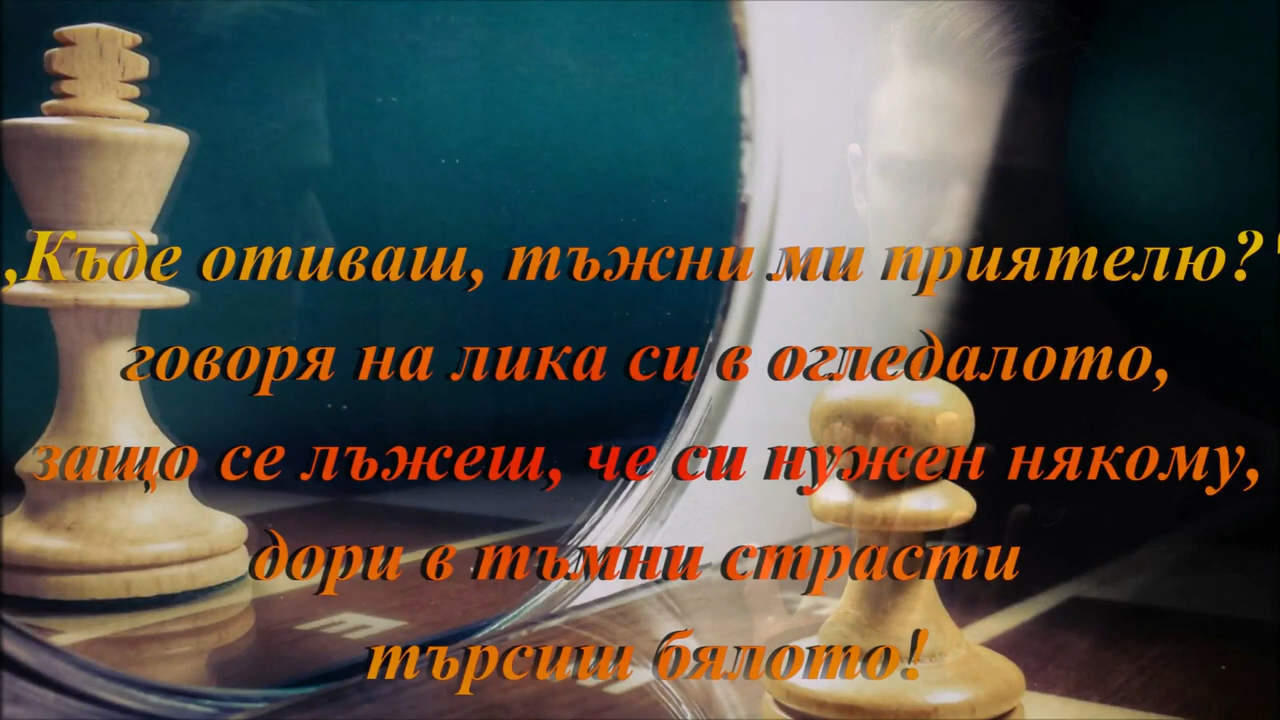 „Къде отиваш, тъжни ми приятелю?"
говоря на лика си в огледалото,
защо се лъжеш, че си нужен някому,
дори в тъмни страсти
търсиш бялото!